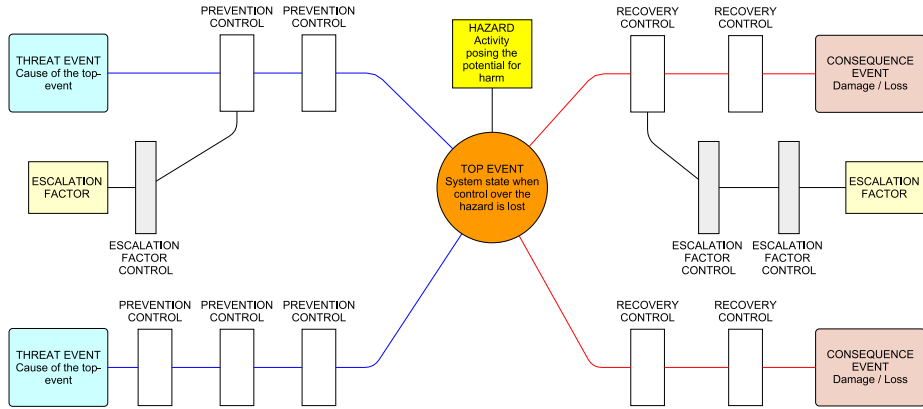 PREVENTION
CONTROL
PREVENTION
CONTROL
HAZARD
Activity
posing the
potential for
harm
RECOVERY
CONTROL
RECOVERY
CONTROL
THREAT EVENT
Cause of the top-
event
CONSEQUENCE
EVENT
Damage / Loss
TOP EVENT
System state when
control over the
hazard is lost
ESCALATION
FACTOR
ESCALATION
FACTOR
ESCALATION
FACTOR CONTROL
ESCALATION
FACTOR CONTROL
ESCALATION
FACTOR CONTROL
PREVENTION
CONTROL
PREVENTION
CONTROL
PREVENTION
CONTROL
RECOVERY
CONTROL
RECOVERY
CONTROL
THREAT EVENT
Cause of the top-
event
CONSEQUENCE
EVENT
Damage / Loss